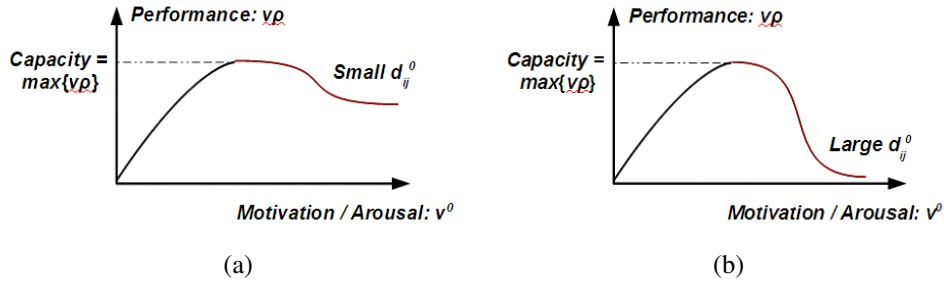 Performance: vρ
Capacity =
max{vρ}
Small d_ij^0
Motivation / Arousal: v^0
(a)
Performance: vρ
Capacity =
max{vρ}
Large d_ij^0
Motivation / Arousal: v^0
(b)